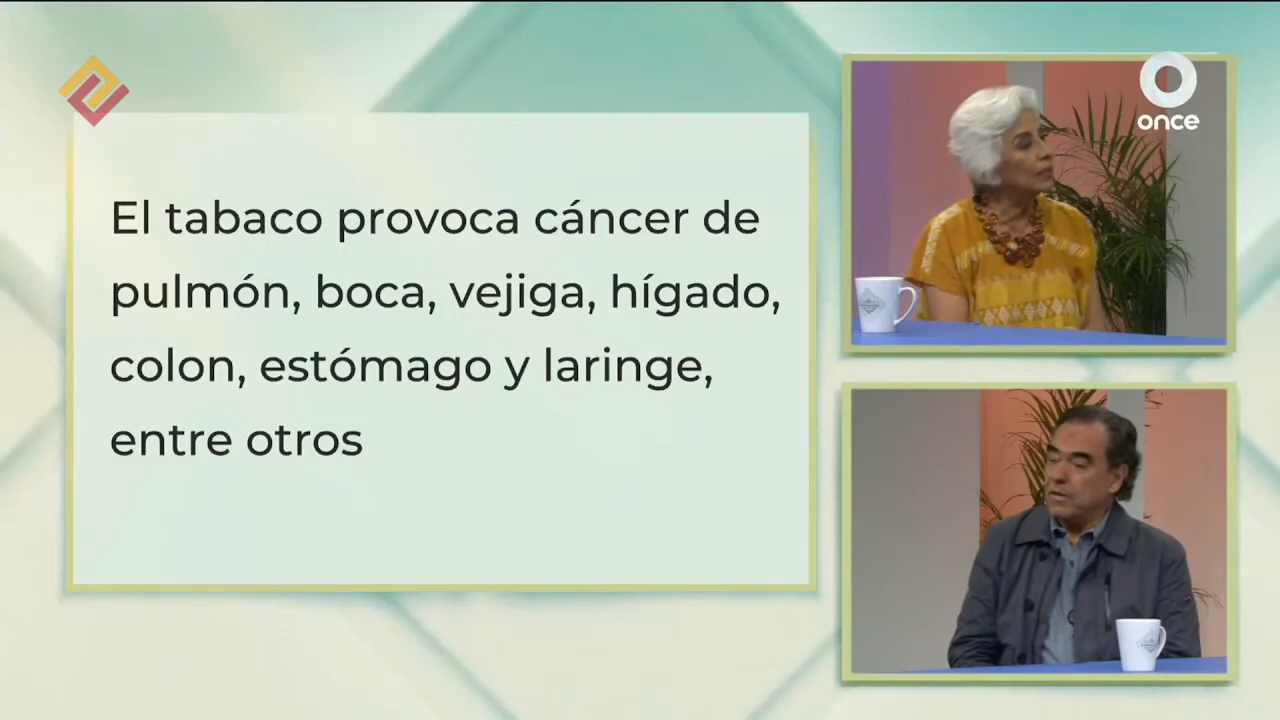 El tabaco provoca cáncer de
pulmón, boca, vejiga, hígado,
colon, estómago y laringe,
entre otros
once